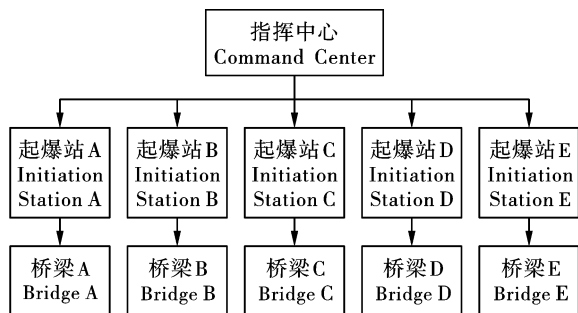 指挥中心
Command Center
起爆站A
Initiation
Station A
起爆站B
Initiation
Station B
起爆站C
Initiation
Station C
起爆站D
Initiation
Station D
起爆站E
Initiation
Station E
桥梁A
Bridge A
桥梁B
Bridge B
桥梁C
Bridge C
桥梁D
Bridge D
桥梁E
Bridge E